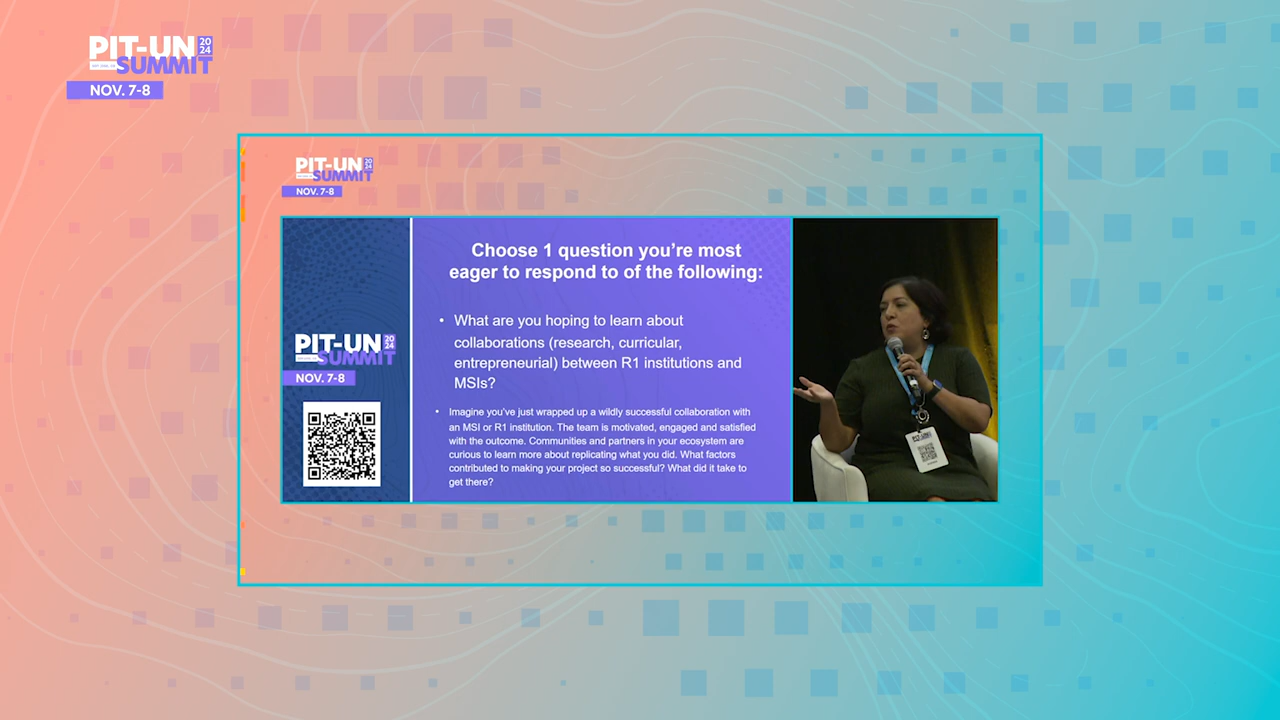 PIT-UN 2024
SUMMIT
NOV. 7-8
PIT-UN 2024
SUMMIT
NOV. 7-8
Choose 1 question you’re most
eager to respond to of the following:
• What are you hoping to learn about
collaborations (research, curricular,
entrepreneurial) between R1 institutions and
MSIs?
• Imagine you’ve just wrapped up a wildly successful collaboration with
an MSI or R1 institution. The team is motivated, engaged and satisfied
with the outcome. Communities and partners in your ecosystem are
curious to learn more about replicating what you did. What factors
contributed to making your project so successful? What did it take to
get there?
PIT-UN 2024
SUMMIT
NOV. 7-8